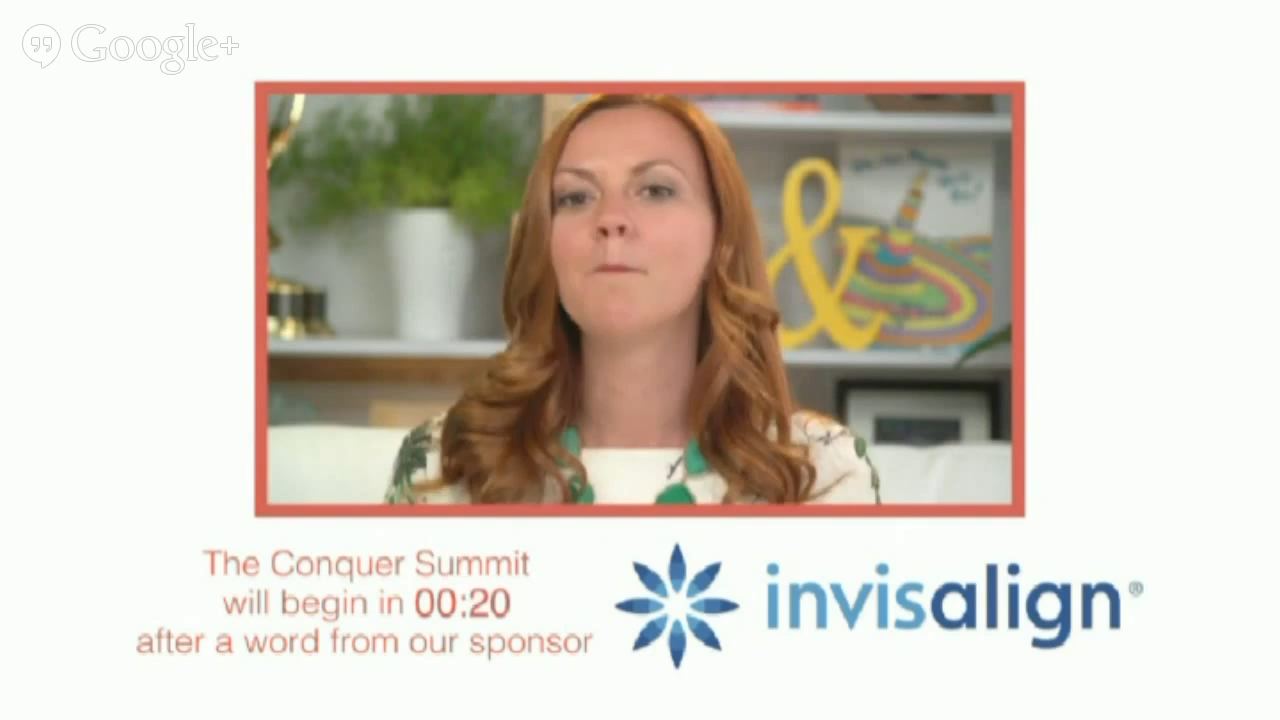 Google+
&
The Conquer Summit
will begin in 00:20
after a word from our sponsor
invisalign®